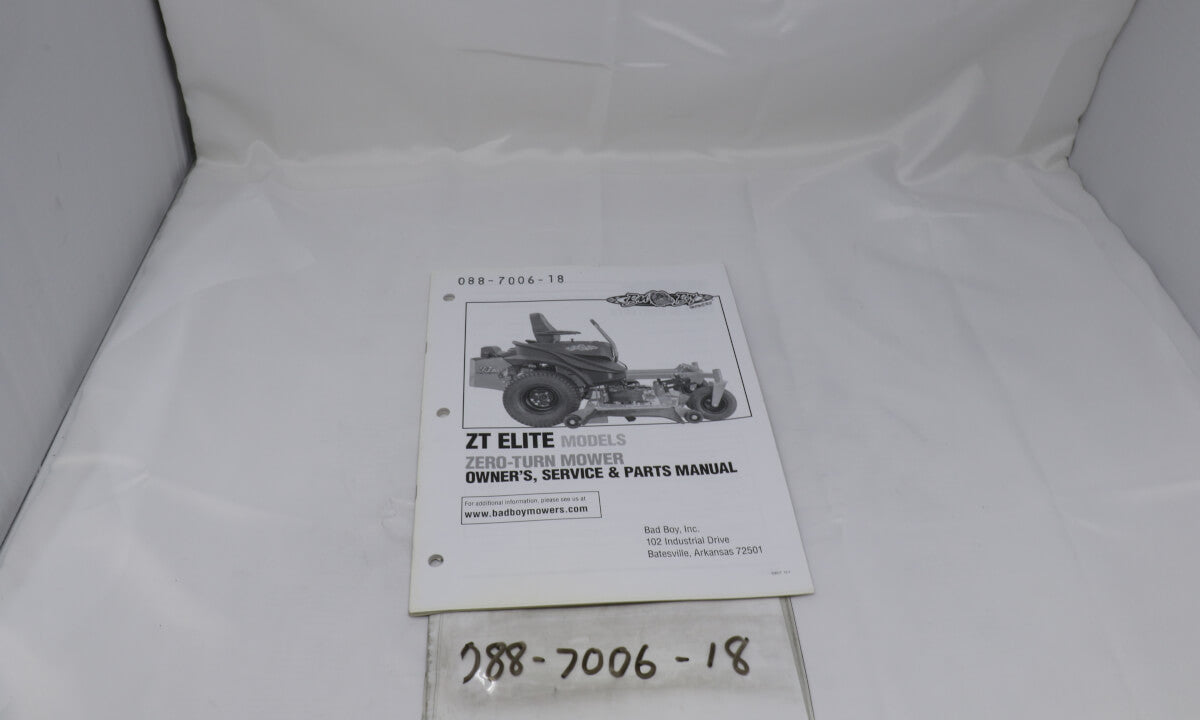 088-7006-18
ZT ELITE MODELS
ZERO-TURN MOWER
OWNER'S, SERVICE & PARTS MANUAL
For additional information, please see us at
www.badboymowers.com
Bad Boy, Inc.
102 Industrial Drive
Batesville, Arkansas 72501
088-7006-18